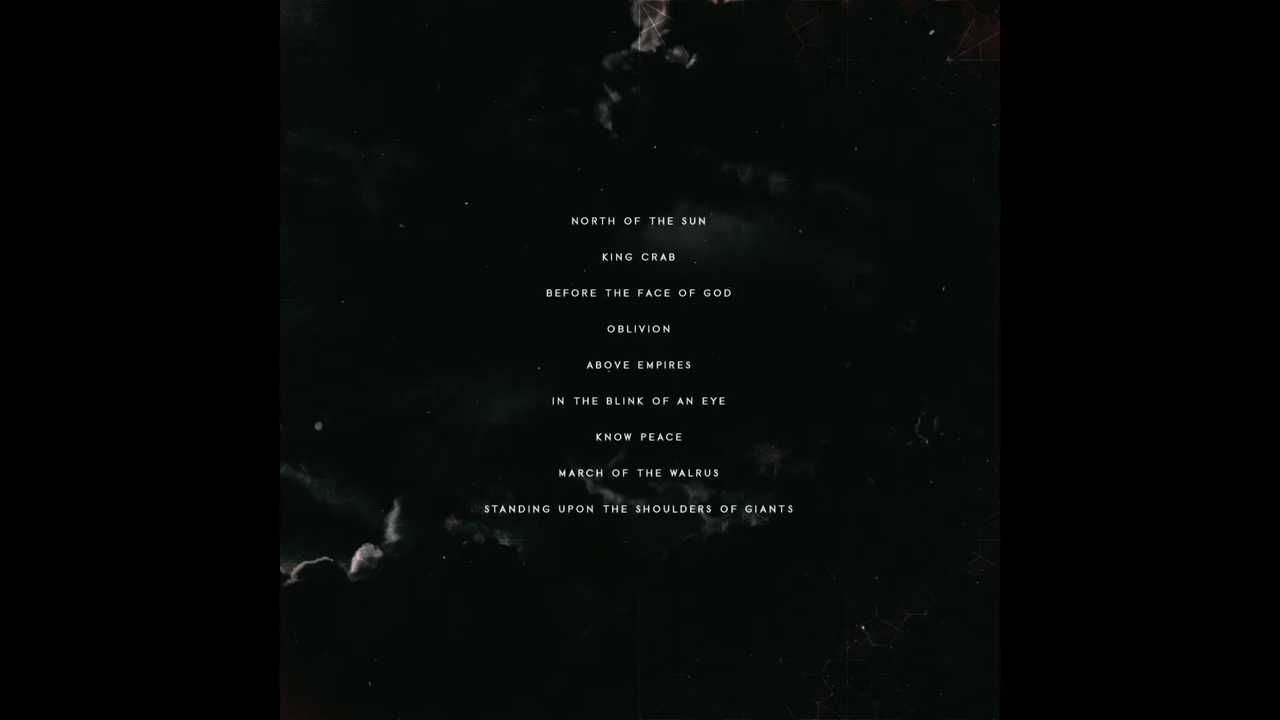 NORTH OF THE SUN
KING CRAB
BEFORE THE FACE OF GOD
OBLIVION
ABOVE EMPIRES
IN THE BLINK OF AN EYE
KNOW PEACE
MARCH OF THE WALRUS
STANDING UPON THE SHOULDERS OF GIANTS